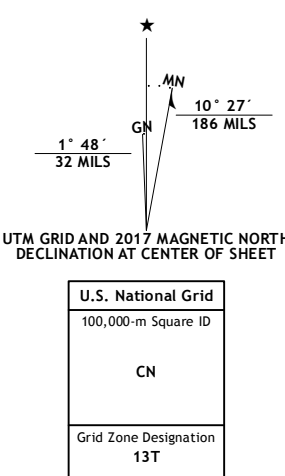 ★
MN
GN
10° 27´
186 MILS
1° 48´
32 MILS
UTM GRID AND 2017 MAGNETIC NORTH
DECLINATION AT CENTER OF SHEET
U.S. National Grid
100,000-m Square ID
CN
Grid Zone Designation
13T